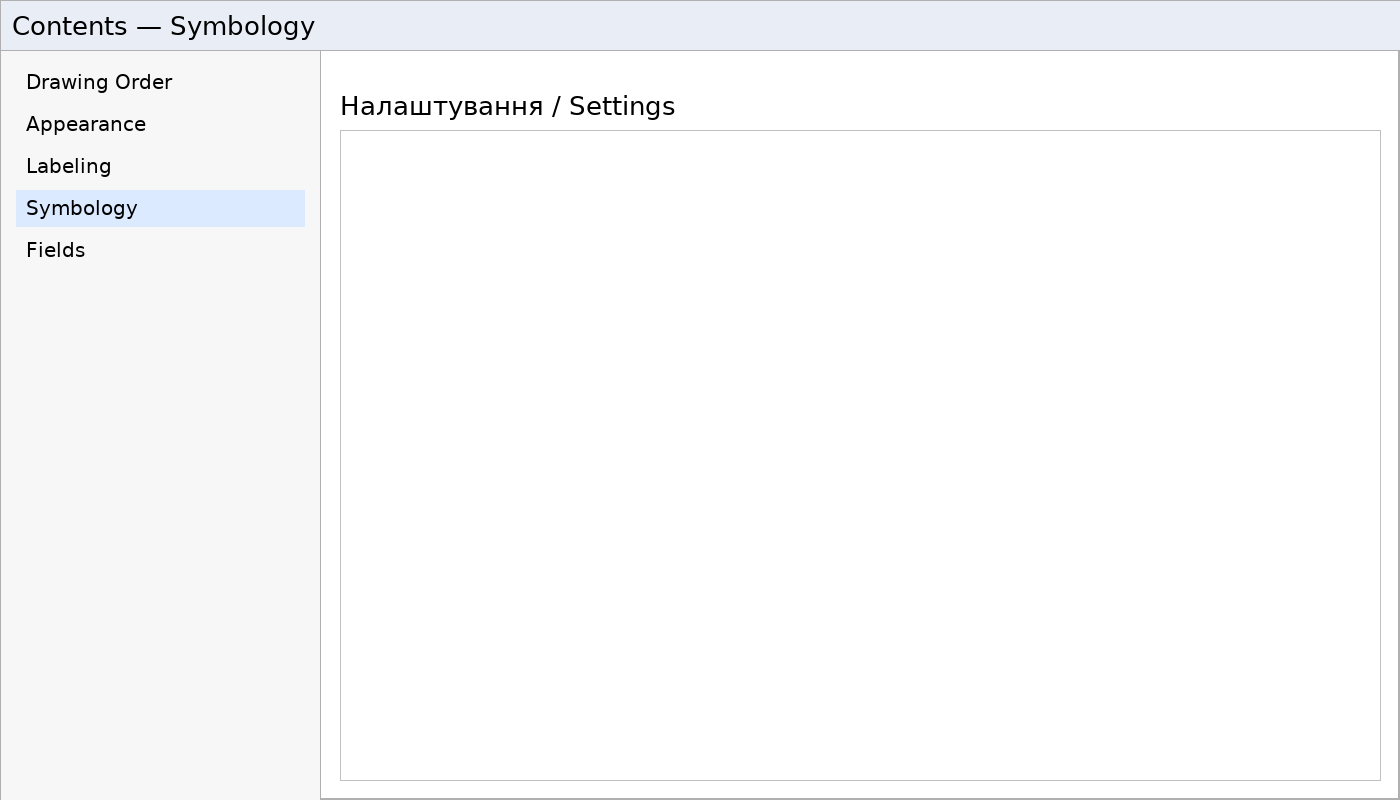 Contents — Symbology
Drawing Order
Appearance
Labeling
Symbology
Fields
Налаштування / Settings